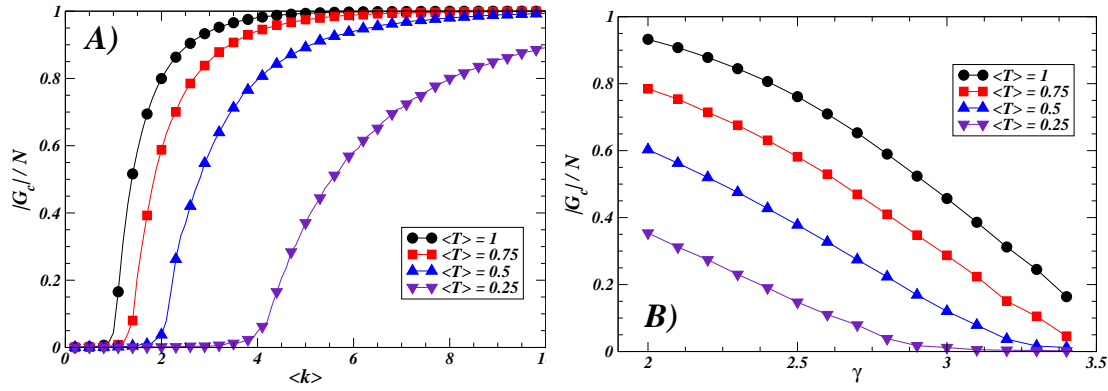 A)
|G_c| / N
1
0.8
0.6
0.4
0.2
0
<T> = 1
<T> = 0.75
<T> = 0.5
<T> = 0.25
0 2 4 6 8 1
<k>
B)
|G_c| / N
1
0.8
0.6
0.4
0.2
0
<T> = 1
<T> = 0.75
<T> = 0.5
<T> = 0.25
2 2.5 3 3.5
γ